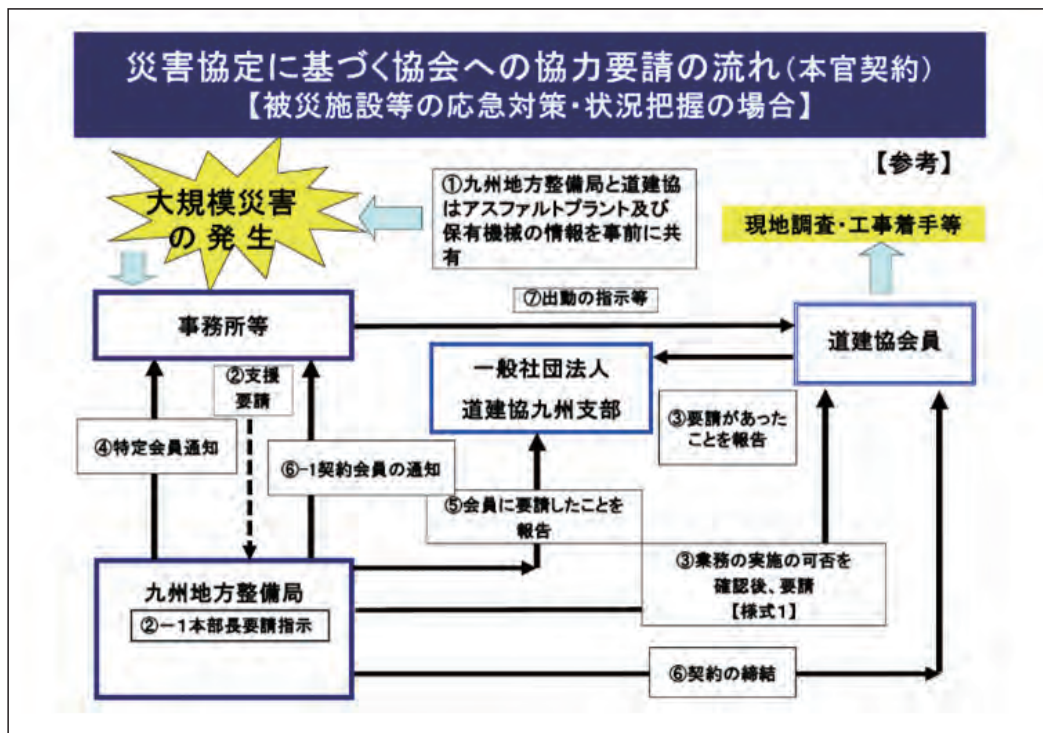 災害協定に基づく協会への協力要請の流れ(本官契約)
【被災施設等の応急対策・状況把握の場合】
【参考】
大規模災害
の発生
①九州地方整備局と道建協
はアスファルトプラント及び
保有機械の情報を事前に共
有
現地調査・工事着手等
⑦出動の指示等
事務所等
道建協会員
一般社団法人
道建協九州支部
②支援
要請
③要請があった
ことを報告
④特定会員通知
⑥-1契約会員の通知
⑤会員に要請したことを
報告
③業務の実施の可否を
確認後、要請
【様式1】
九州地方整備局
②-1本部長要請指示
⑥契約の締結